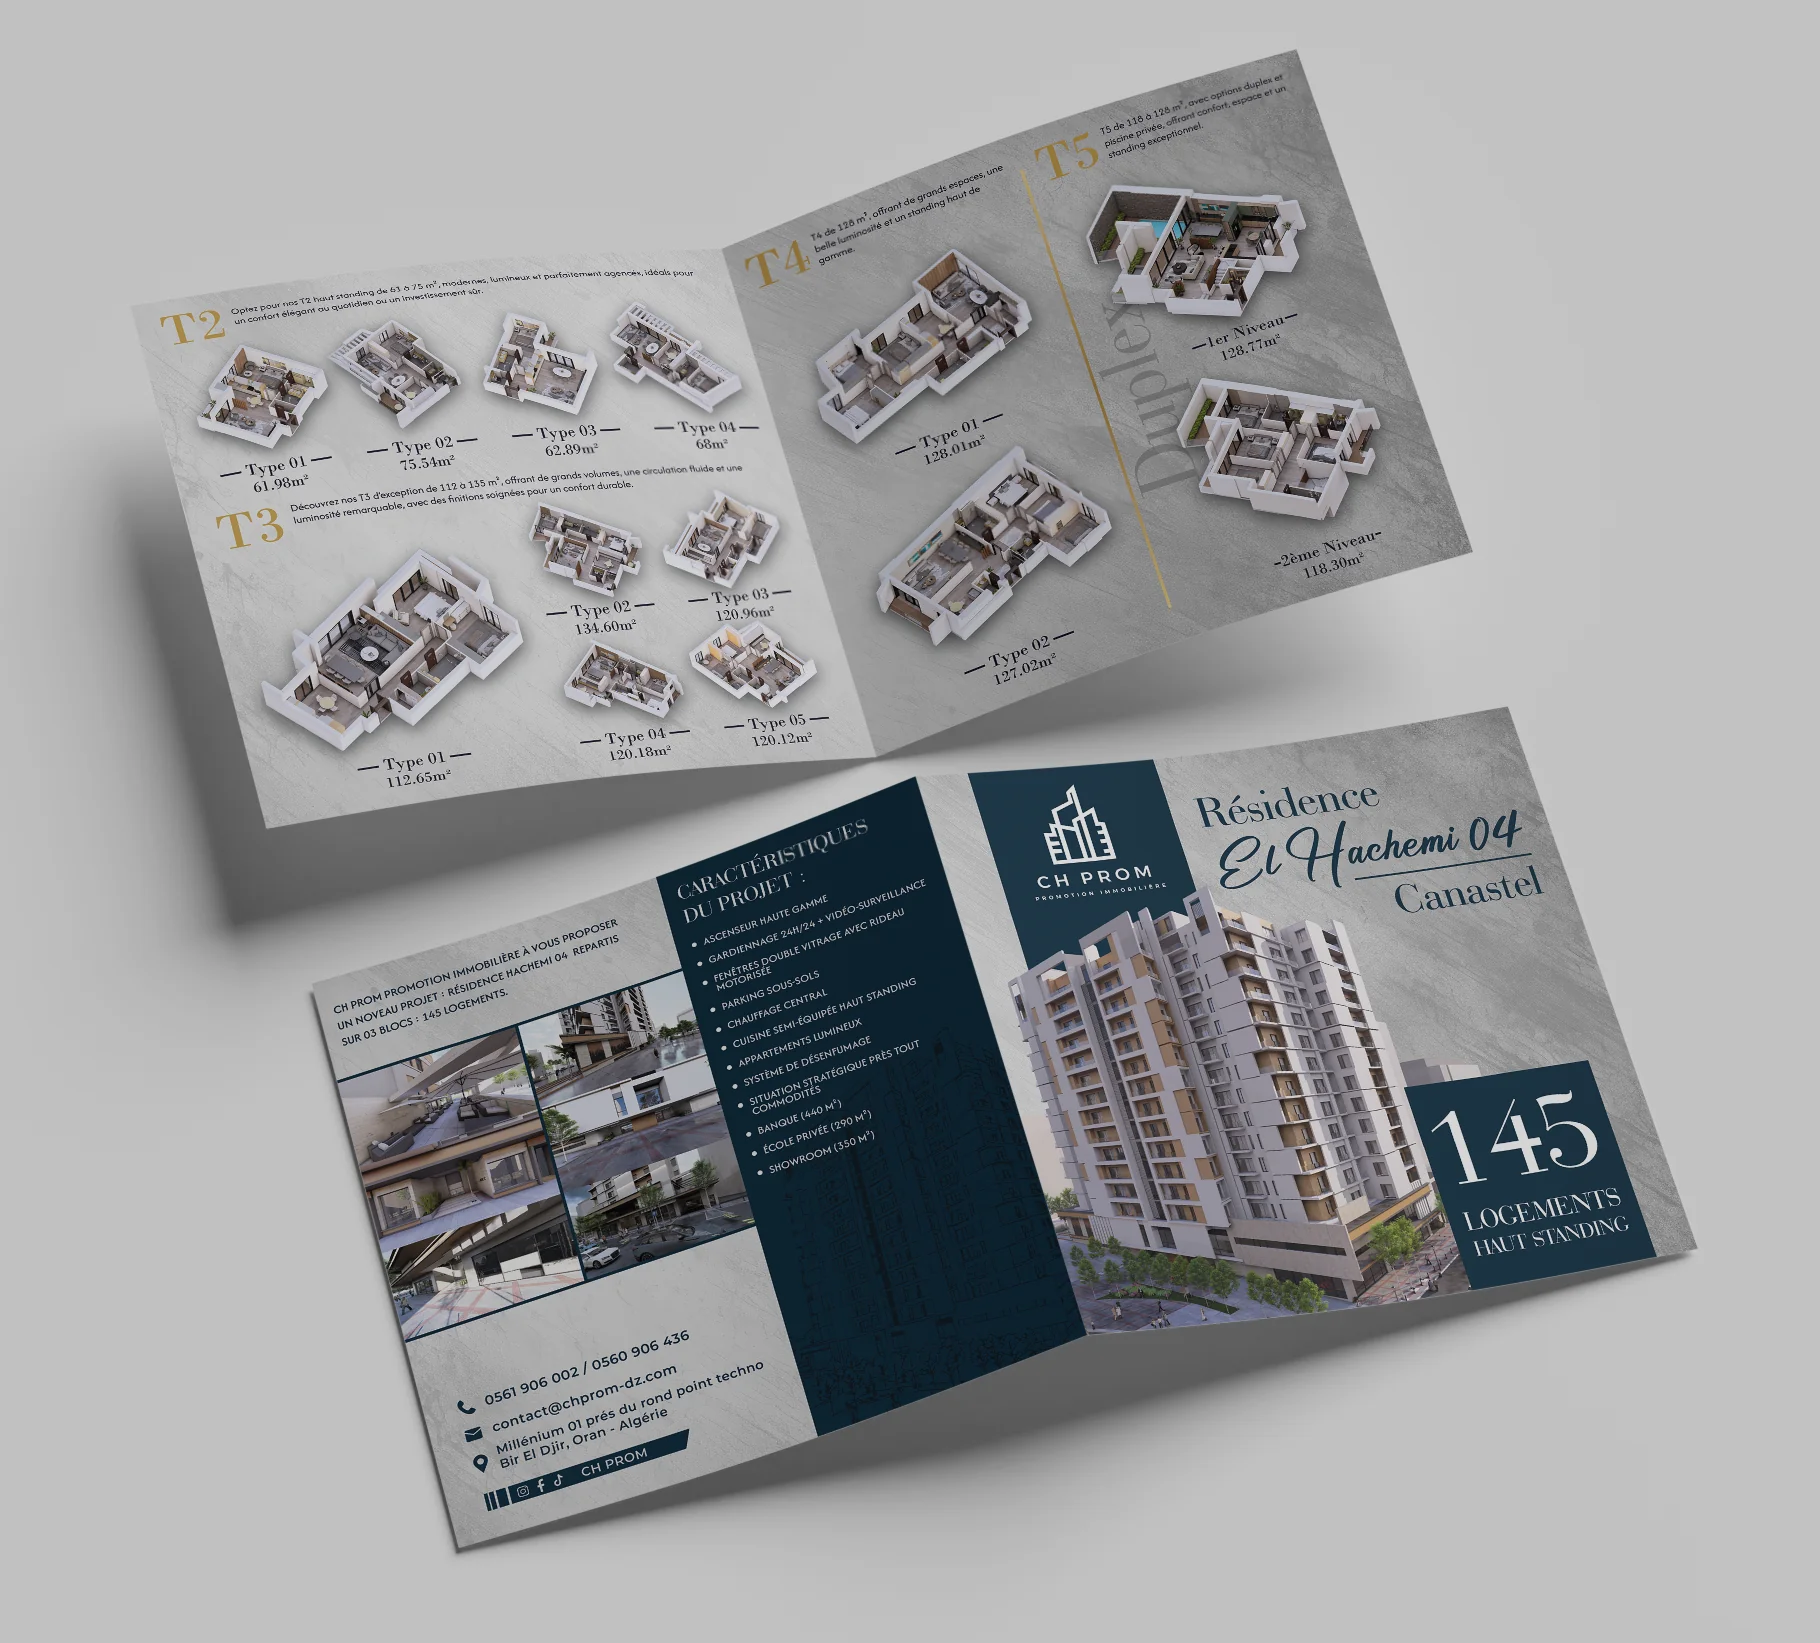 T2
Optez pour nos T2 haut standing de 63 à 75 m², modernes, lumineux et parfaitement agencés, idéals pour
un confort élégant au quotidien ou un investissement sûr.
Type 01
61.98m²
Type 02
75.54m²
Type 03
62.89m²
Type 04
68m²
T3
Découvrez nos T3 d'exception de 112 à 135 m², offrant de grands volumes, une circulation fluide et une
luminosité remarquable, avec des finitions soignées pour un confort durable.
Type 01
112.65m²
Type 02
134.60m²
Type 03
120.96m²
Type 04
120.18m²
Type 05
120.12m²
T4
T4 de 128 m², offrant de grands espaces, une
belle luminosité et un standing haut de
gamme.
Type 01
128.01m²
Type 02
127.02m²
T5
T5 de 118 à 128 m², avec options duplex et
piscine privée, offrant confort, espace et un
standing exceptionnel.
Duplex
-1er Niveau-
128.77m²
-2ème Niveau-
118.30m²
CH PROM PROMOTION IMMOBILIÈRE À VOUS PROPOSER
UN NOVEAU PROJET : RÉSIDENCE HACHEMI 04 REPARTIS
SUR 03 BLOCS : 145 LOGEMENTS.
0561 906 002 / 0560 906 436
contact@chprom-dz.com
Millénium 01 prés du rond point techno
Bir El Djir, Oran - Algérie
CH PROM
CARACTÉRISTIQUES
DU PROJET :
• ASCENSEUR HAUTE GAMME
• GARDIENNAGE 24H/24 + VIDÉO-SURVEILLANCE
• FENÊTRES DOUBLE VITRAGE AVEC RIDEAU
MOTORISÉE
• PARKING SOUS-SOLS
• CHAUFFAGE CENTRAL
• CUISINE SEMI-ÉQUIPÉE HAUT STANDING
• APPARTEMENTS LUMINEUX
• SYSTÈME DE DÉSENFUMAGE
• SITUATION STRATÉGIQUE PRÈS TOUT
COMMODITÉS
• BANQUE (440 M²)
• ÉCOLE PRIVÉE (290 M²)
• SHOWROOM (350 M²)
CH PROM
PROMOTION IMMOBILIÈRE
Résidence
El Hachemi 04
Canastel
145
LOGEMENTS
HAUT STANDING